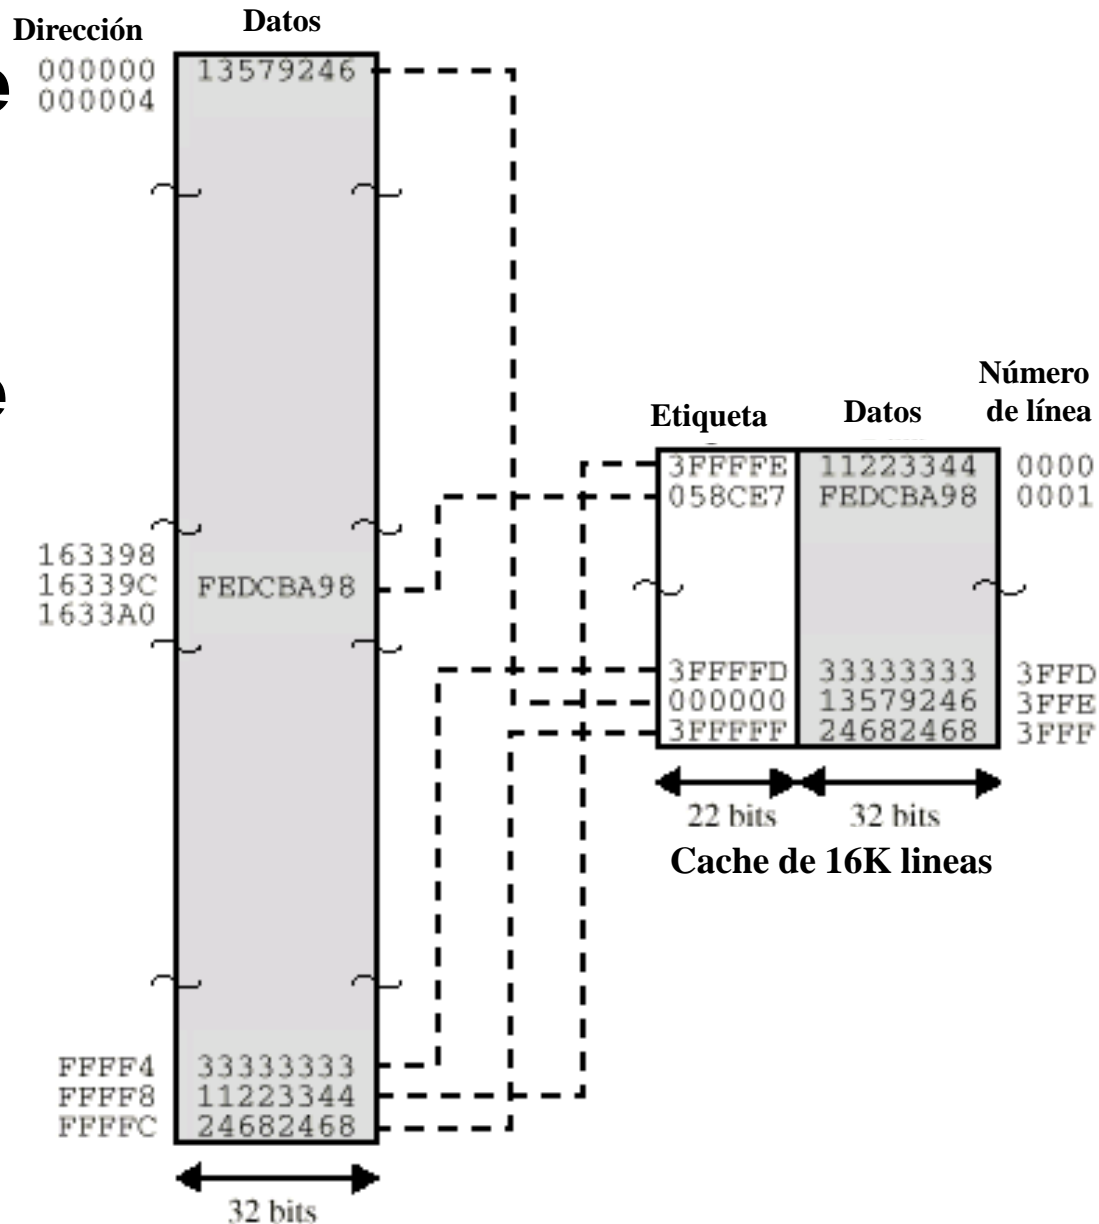 e
e
Dirección
Datos
000000 13579246
000004
163398
16339C FEDCBA98
1633A0
FFFF4 33333333
FFFF8 11223344
FFFFC 24682468
32 bits
Etiqueta Datos Número de línea
3FFFFE 11223344 0000
058CE7 FEDCBA98 0001
3FFFFD 33333333 3FFD
000000 13579246 3FFE
3FFFFF 24682468 3FFF
22 bits 32 bits
Cache de 16K lineas